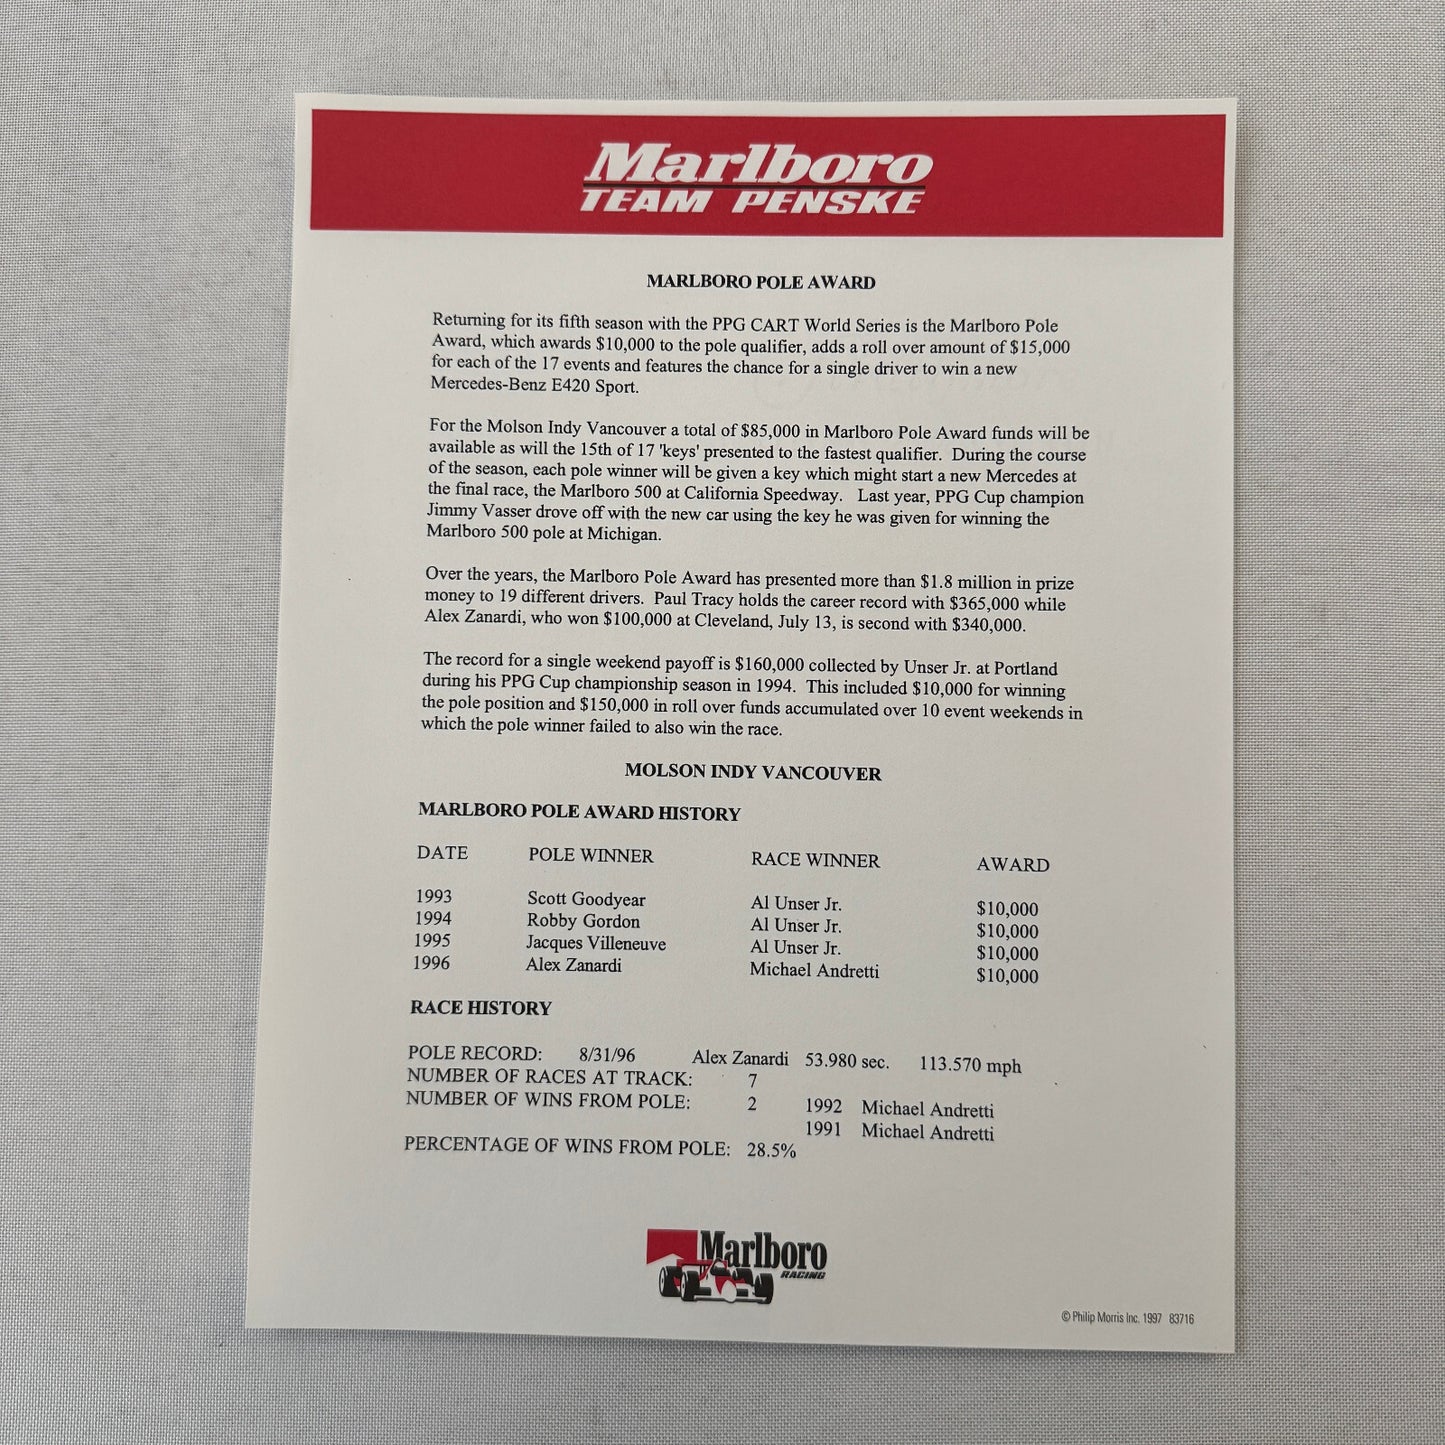 Marlboro
TEAM PENSKE
MARLBORO POLE AWARD
Returning for its fifth season with the PPG CART World Series is the Marlboro Pole
Award, which awards $10,000 to the pole qualifier, adds a roll over amount of $15,000
for each of the 17 events and features the chance for a single driver to win a new
Mercedes-Benz E420 Sport.
For the Molson Indy Vancouver a total of $85,000 in Marlboro Pole Award funds will be
available as will the 15th of 17 'keys' presented to the fastest qualifier.  During the course
of the season, each pole winner will be given a key which might start a new Mercedes at
the final race, the Marlboro 500 at California Speedway.   Last year, PPG Cup champion
Jimmy Vasser drove off with the new car using the key he was given for winning the
Marlboro 500 pole at Michigan.
Over the years, the Marlboro Pole Award has presented more than $1.8 million in prize
money to 19 different drivers.  Paul Tracy holds the career record with $365,000 while
Alex Zanardi, who won $100,000 at Cleveland, July 13, is second with $340,000.
The record for a single weekend payoff is $160,000 collected by Unser Jr. at Portland
during his PPG Cup championship season in 1994.  This included $10,000 for winning
the pole position and $150,000 in roll over funds accumulated over 10 event weekends in
which the pole winner failed to also win the race.
MOLSON INDY VANCOUVER
MARLBORO POLE AWARD HISTORY
DATE POLE WINNER RACE WINNER AWARD
1993 Scott Goodyear Al Unser Jr. $10,000
1994 Robby Gordon Al Unser Jr. $10,000
1995 Jacques Villeneuve Al Unser Jr. $10,000
1996 Alex Zanardi Michael Andretti $10,000
RACE HISTORY
POLE RECORD: 8/31/96 Alex Zanardi 53.980 sec. 113.570 mph
NUMBER OF RACES AT TRACK: 7
NUMBER OF WINS FROM POLE: 2 1992 Michael Andretti
1991 Michael Andretti
PERCENTAGE OF WINS FROM POLE: 28.5%
Marlboro
RACING
© Philip Morris Inc. 1997 83716